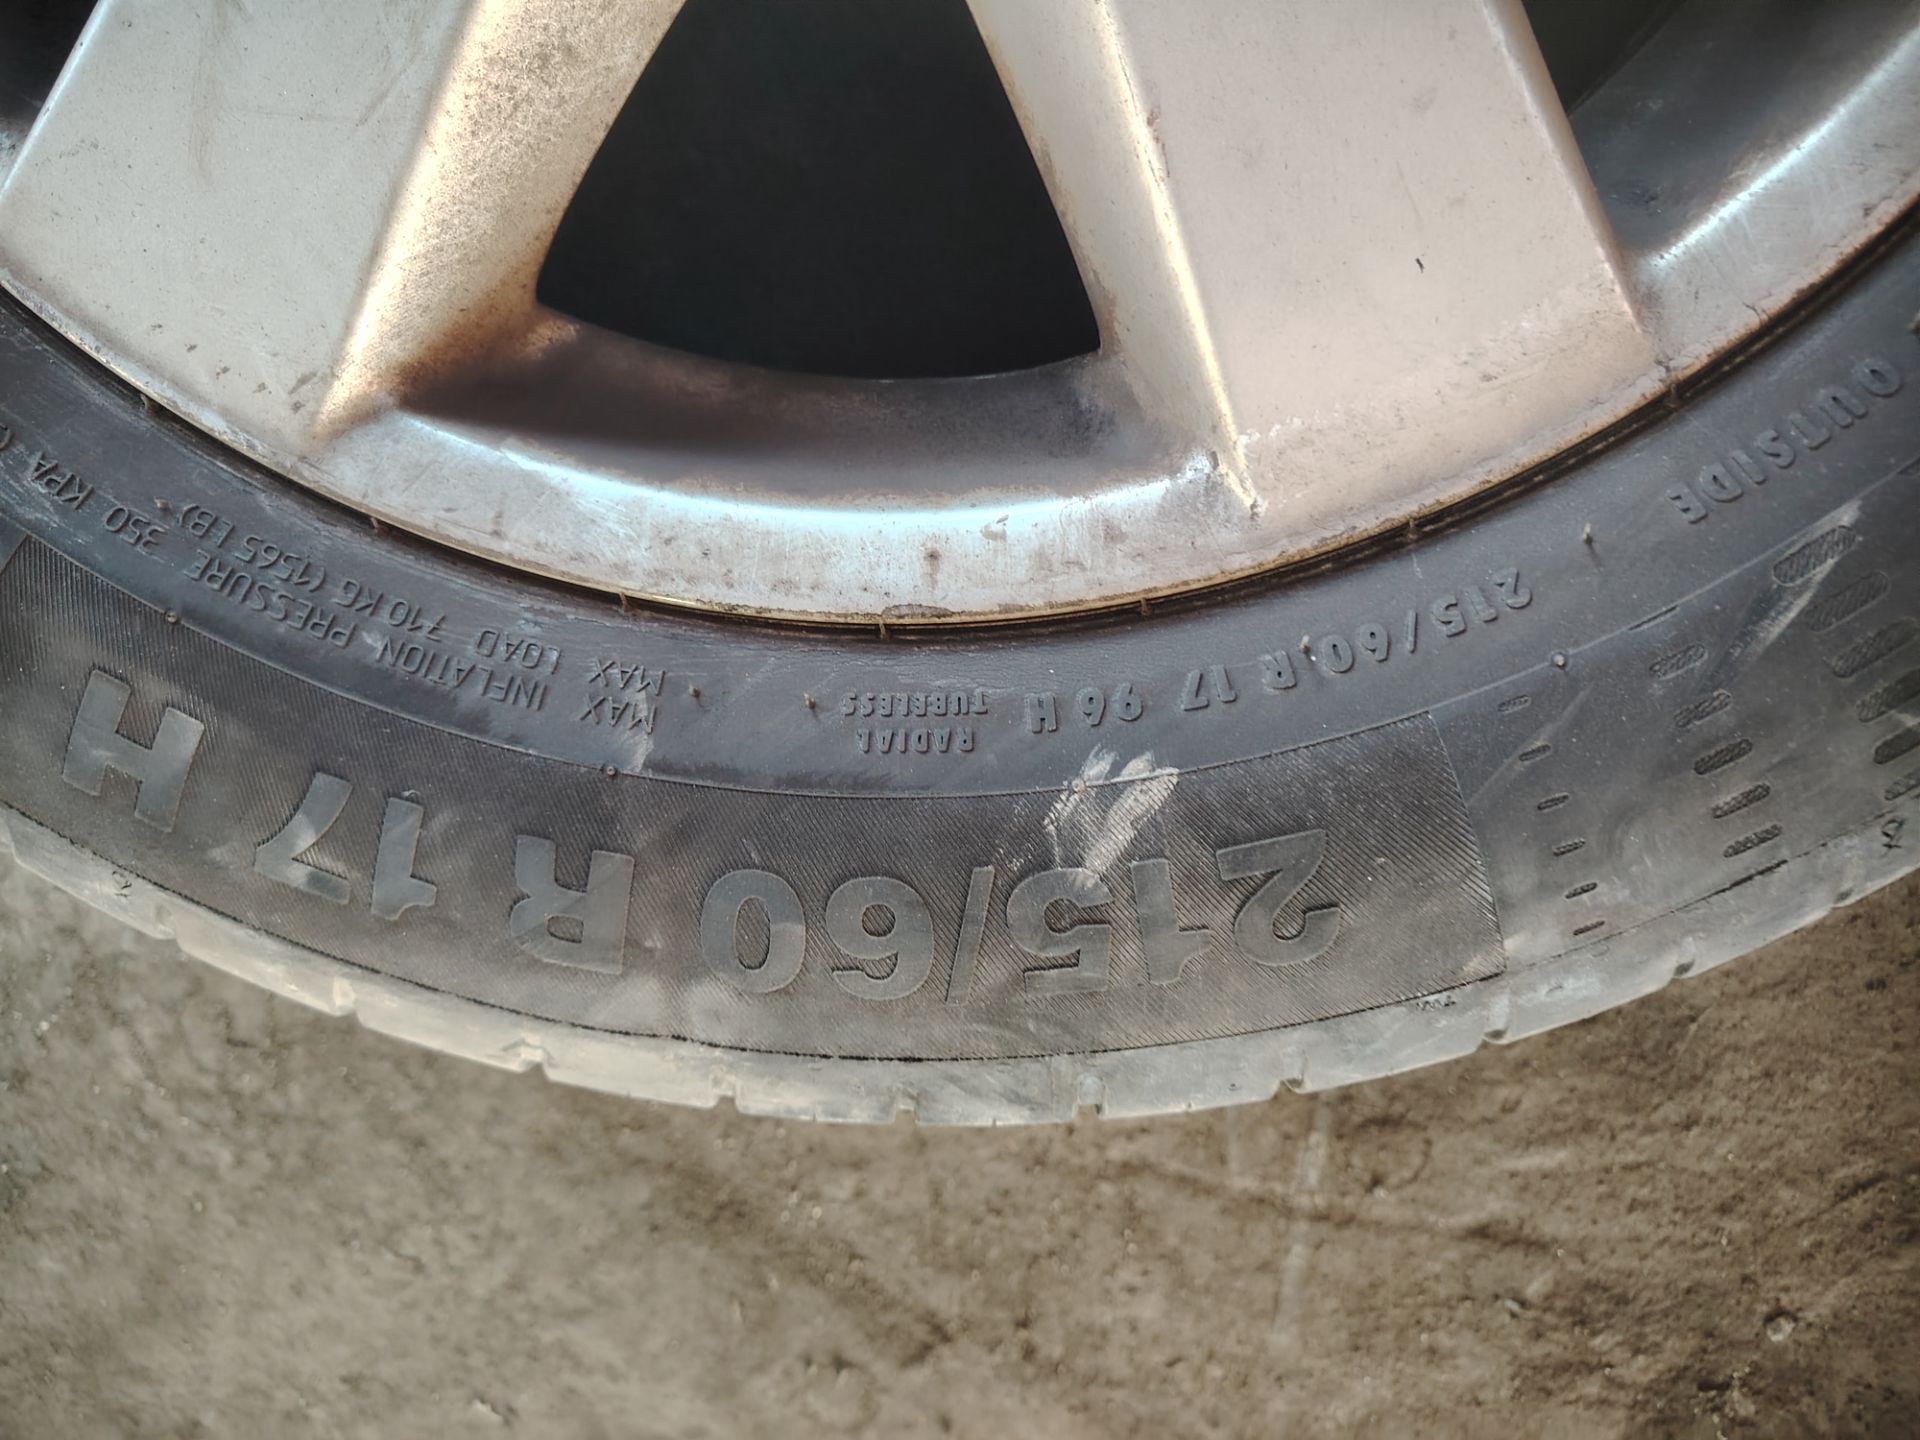 OUTSIDE
215/60 R 17 96 H
RADIAL
TUBELESS
MAX LOAD 710 KG (1565 LB)
MAX INFLATION PRESSURE 350 KPA (
215/60 R 17 H